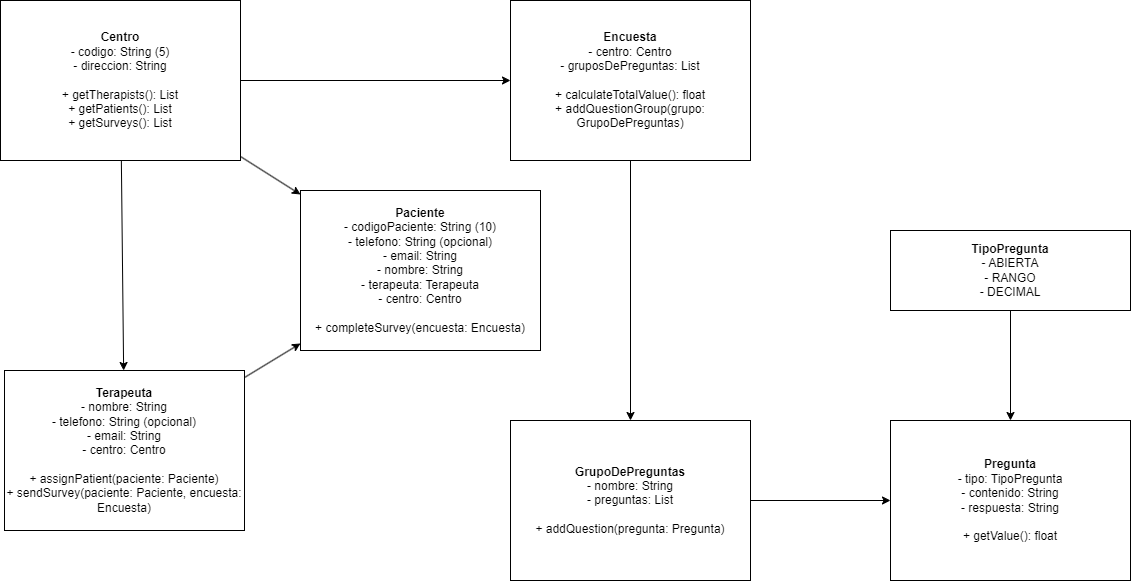 Centro
- codigo: String (5)
- direccion: String
+ getTherapists(): List
+ getPatients(): List
+ getSurveys(): List
Encuesta
- centro: Centro
- gruposDePreguntas: List
+ calculateTotalValue(): float
+ addQuestionGroup(grupo:
GrupoDePreguntas)
Paciente
- codigoPaciente: String (10)
- telefono: String (opcional)
- email: String
- nombre: String
- terapeuta: Terapeuta
- centro: Centro
+ completeSurvey(encuesta: Encuesta)
TipoPregunta
- ABIERTA
- RANGO
- DECIMAL
Terapeuta
- nombre: String
- telefono: String (opcional)
- email: String
- centro: Centro
+ assignPatient(paciente: Paciente)
+ sendSurvey(paciente: Paciente, encuesta:
Encuesta)
GrupoDePreguntas
- nombre: String
- preguntas: List
+ addQuestion(pregunta: Pregunta)
Pregunta
- tipo: TipoPregunta
- contenido: String
- respuesta: String
+ getValue(): float